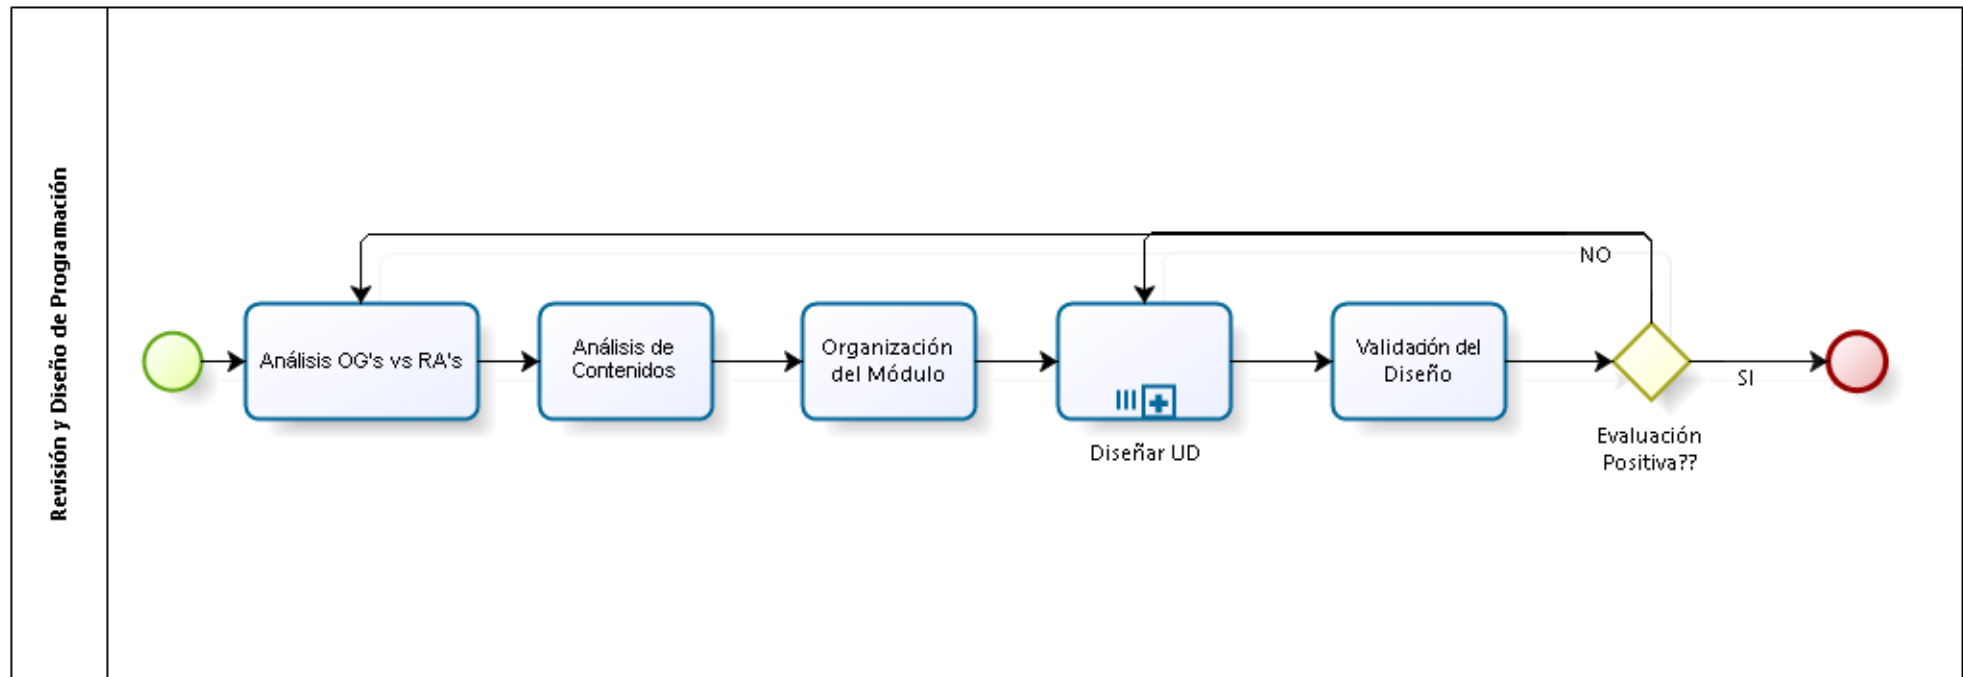 Revisión y Diseño de Programación
Análisis OG's vs RA's
Análisis de
Contenidos
Organización
del Módulo
Diseñar UD
Validación del
Diseño
NO
Evaluación
Positiva??
SI